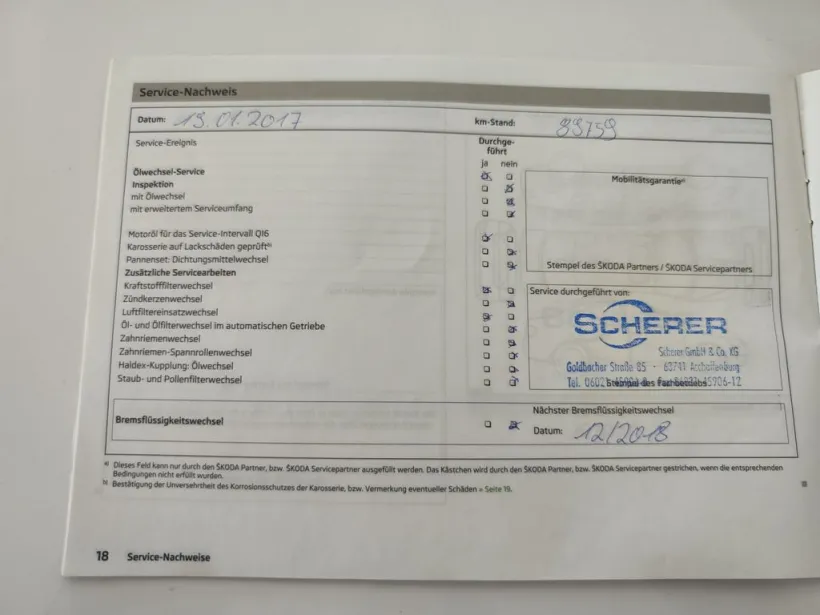 Service-Nachweis
Datum: 19.01.2017 km-Stand: 89759
Service-Ereignis Durchge-
führt
ja nein
Ölwechsel-Service
Inspektion
mit Ölwechsel
mit erweitertem Serviceumfang
Mobilitätsgarantieᵃ⁾
Motoröl für das Service-Intervall QI6
Karosserie auf Lackschäden geprüftᵇ⁾
Pannenset: Dichtungsmittelwechsel
Stempel des ŠKODA Partners / ŠKODA Servicepartners
Zusätzliche Servicearbeiten
Kraftstofffilterwechsel
Zündkerzenwechsel
Luftfiltereinsatzwechsel
Öl- und Ölfilterwechsel im automatischen Getriebe
Zahnriemenwechsel
Zahnriemen-Spannrollenwechsel
Haldex-Kupplung: Ölwechsel
Staub- und Pollenfilterwechsel
Service durchgeführt von:
SCHERER
Scherer GmbH & Co. KG
Goldbacher Straße 85 - 63741 Aschaffenburg
Stempel des Fachbetriebs
Bremsflüssigkeitswechsel
Nächster Bremsflüssigkeitswechsel
Datum: 12/2018
a) Dieses Feld kann nur durch den ŠKODA Partner, bzw. ŠKODA Servicepartner ausgefüllt werden. Das Kästchen wird durch den ŠKODA Partner, bzw. ŠKODA Servicepartner gestrichen, wenn die entsprechenden
Bedingungen nicht erfüllt wurden.
b) Bestätigung der Unversehrtheit des Korrosionsschutzes der Karosserie, bzw. Vermerkung eventueller Schäden » Seite 19.
18 Service-Nachweise